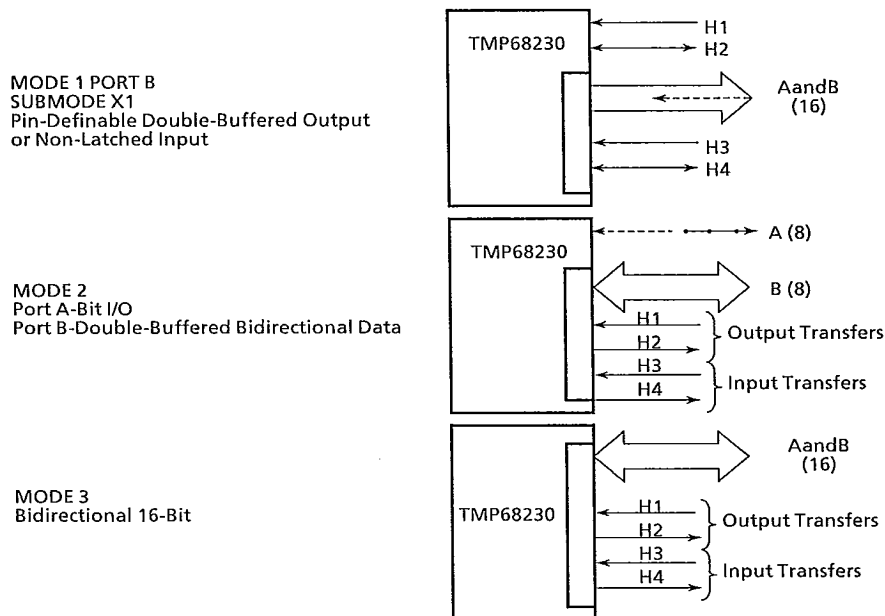 MODE 1 PORT B
SUBMODE X1
Pin-Definable Double-Buffered Output
or Non-Latched Input
TMP68230
H1
H2
AandB
(16)
H3
H4
MODE 2
Port A-Bit I/O
Port B-Double-Buffered Bidirectional Data
TMP68230
A (8)
B (8)
H1
H2
Output Transfers
H3
H4
Input Transfers
MODE 3
Bidirectional 16-Bit
TMP68230
AandB
(16)
H1
H2
Output Transfers
H3
H4
Input Transfers